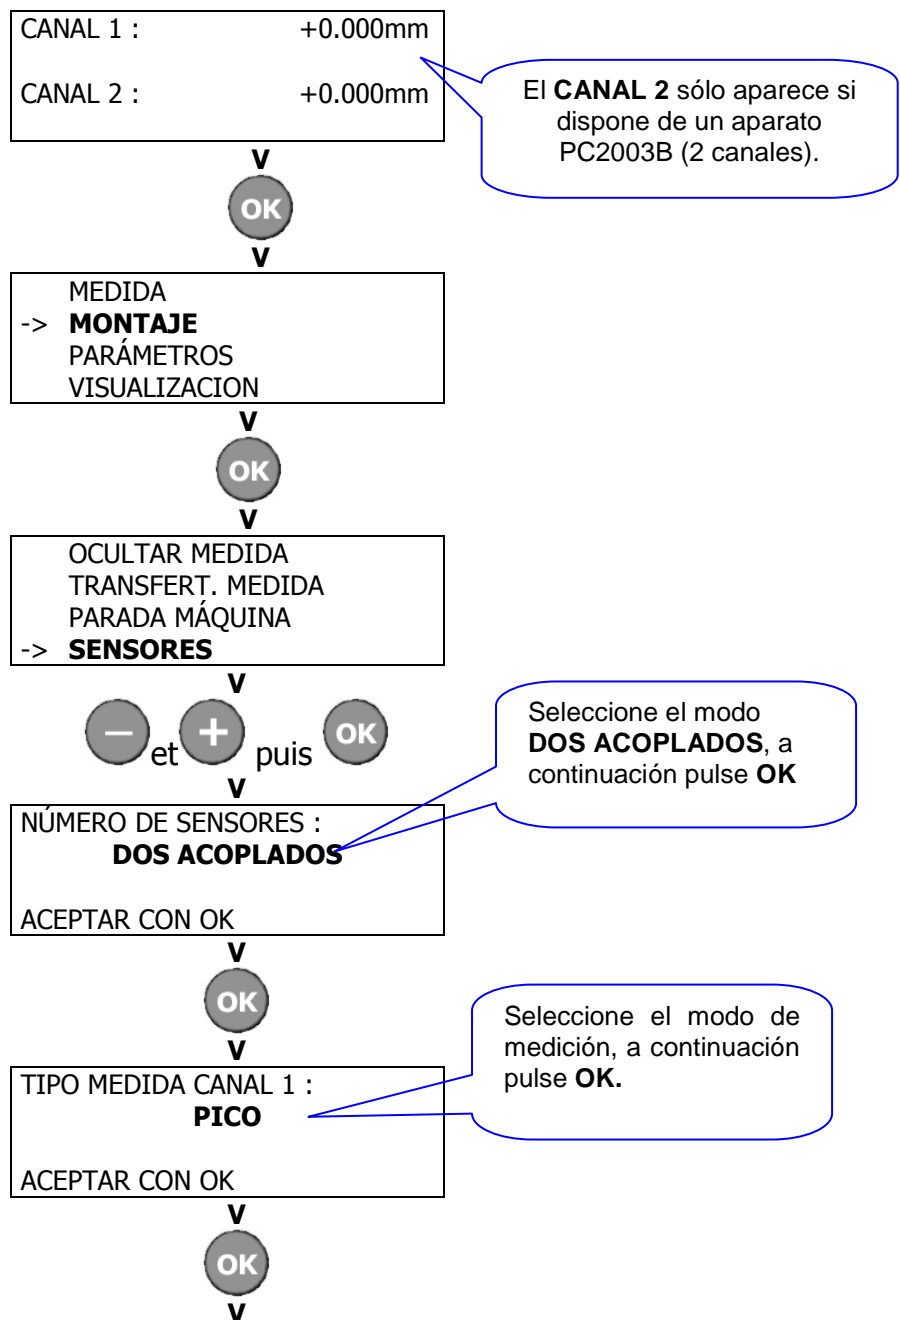 CANAL 1 : +0.000mm
CANAL 2 : +0.000mm
El CANAL 2 sólo aparece si
dispone de un aparato
PC2003B (2 canales).
v
OK
v
MEDIDA
-> MONTAJE
PARÁMETROS
VISUALIZACION
v
OK
v
OCULTAR MEDIDA
TRANSFERT. MEDIDA
PARADA MÁQUINA
-> SENSORES
v
- et + puis OK
v
Seleccione el modo
DOS ACOPLADOS, a
continuación pulse OK
NÚMERO DE SENSORES :
DOS ACOPLADOS
ACEPTAR CON OK
v
OK
v
Seleccione el modo de
medición, a continuación
pulse OK.
TIPO MEDIDA CANAL 1 :
PICO
ACEPTAR CON OK
v
OK
v